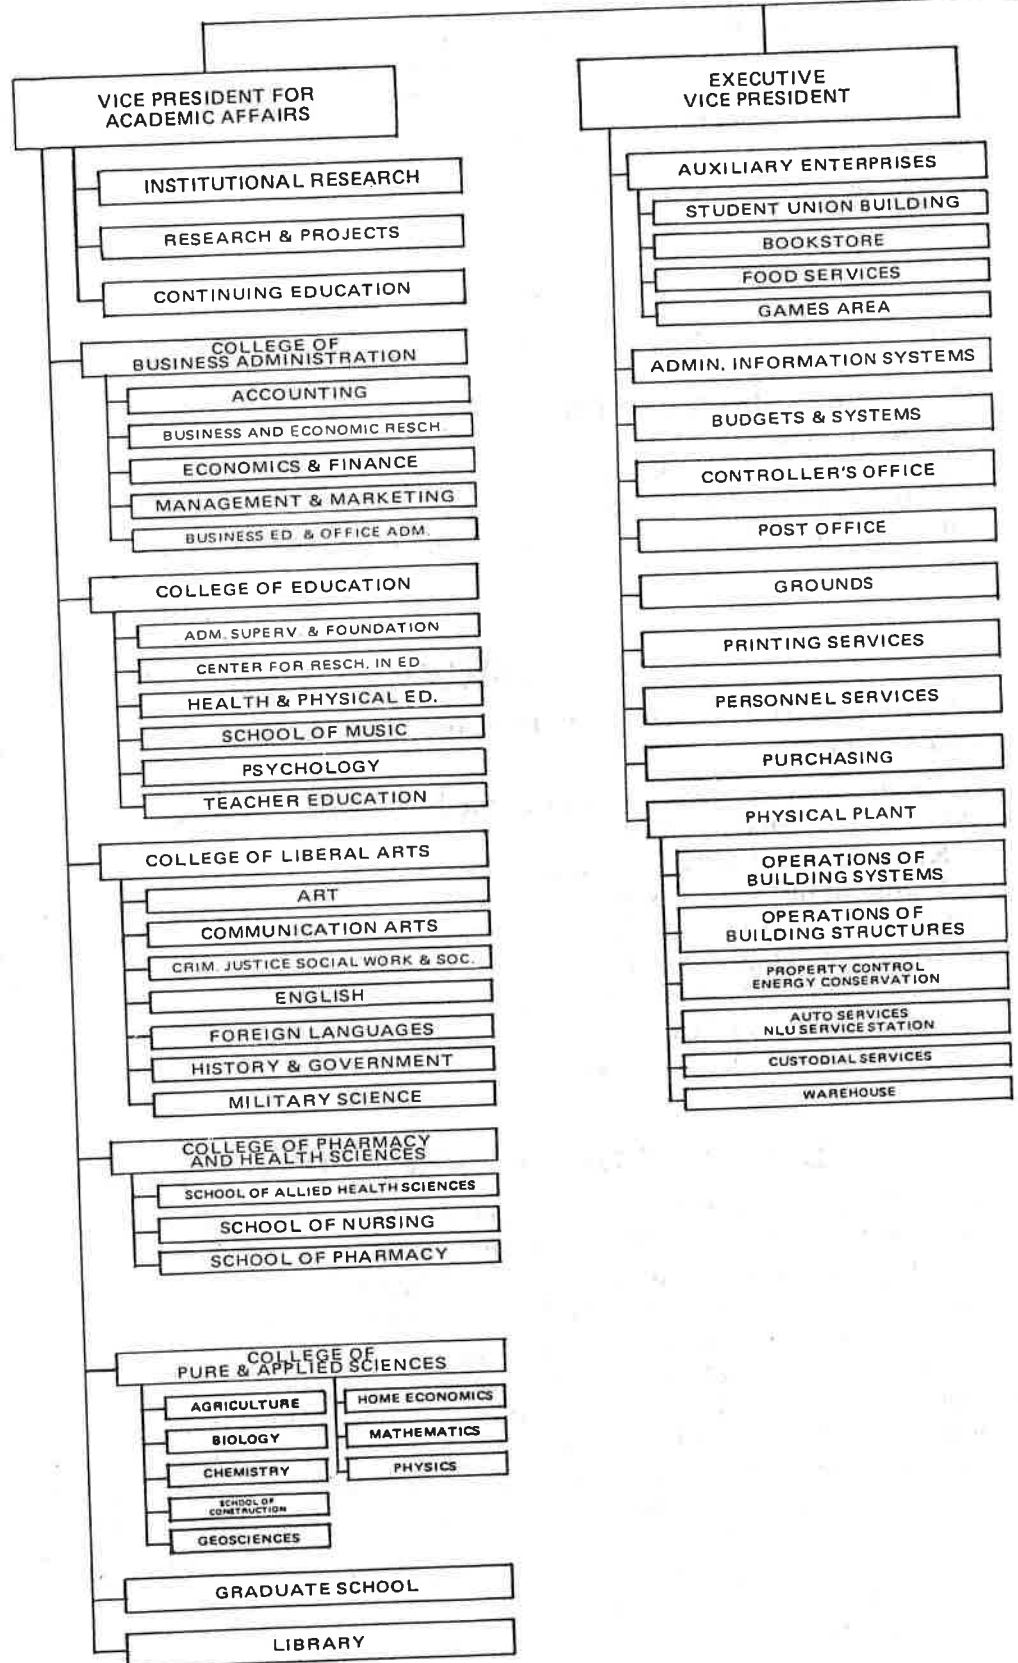 VICE PRESIDENT FOR
ACADEMIC AFFAIRS
INSTITUTIONAL RESEARCH
RESEARCH & PROJECTS
CONTINUING EDUCATION
COLLEGE OF
BUSINESS ADMINISTRATION
ACCOUNTING
BUSINESS AND ECONOMIC RESCH.
ECONOMICS & FINANCE
MANAGEMENT & MARKETING
BUSINESS ED. & OFFICE ADM.
COLLEGE OF EDUCATION
ADM. SUPERV. & FOUNDATION
CENTER FOR RESCH. IN ED.
HEALTH & PHYSICAL ED.
SCHOOL OF MUSIC
PSYCHOLOGY
TEACHER EDUCATION
COLLEGE OF LIBERAL ARTS
ART
COMMUNICATION ARTS
CRIM. JUSTICE SOCIAL WORK & SOC.
ENGLISH
FOREIGN LANGUAGES
HISTORY & GOVERNMENT
MILITARY SCIENCE
COLLEGE OF PHARMACY
AND HEALTH SCIENCES
SCHOOL OF ALLIED HEALTH SCIENCES
SCHOOL OF NURSING
SCHOOL OF PHARMACY
COLLEGE OF
PURE & APPLIED SCIENCES
AGRICULTURE
BIOLOGY
CHEMISTRY
SCHOOL OF
CONSTRUCTION
GEOSCIENCES
HOME ECONOMICS
MATHEMATICS
PHYSICS
GRADUATE SCHOOL
LIBRARY
EXECUTIVE
VICE PRESIDENT
AUXILIARY ENTERPRISES
STUDENT UNION BUILDING
BOOKSTORE
FOOD SERVICES
GAMES AREA
ADMIN. INFORMATION SYSTEMS
BUDGETS & SYSTEMS
CONTROLLER'S OFFICE
POST OFFICE
GROUNDS
PRINTING SERVICES
PERSONNEL SERVICES
PURCHASING
PHYSICAL PLANT
OPERATIONS OF
BUILDING SYSTEMS
OPERATIONS OF
BUILDING STRUCTURES
PROPERTY CONTROL
ENERGY CONSERVATION
AUTO SERVICES
NLU SERVICE STATION
CUSTODIAL SERVICES
WAREHOUSE